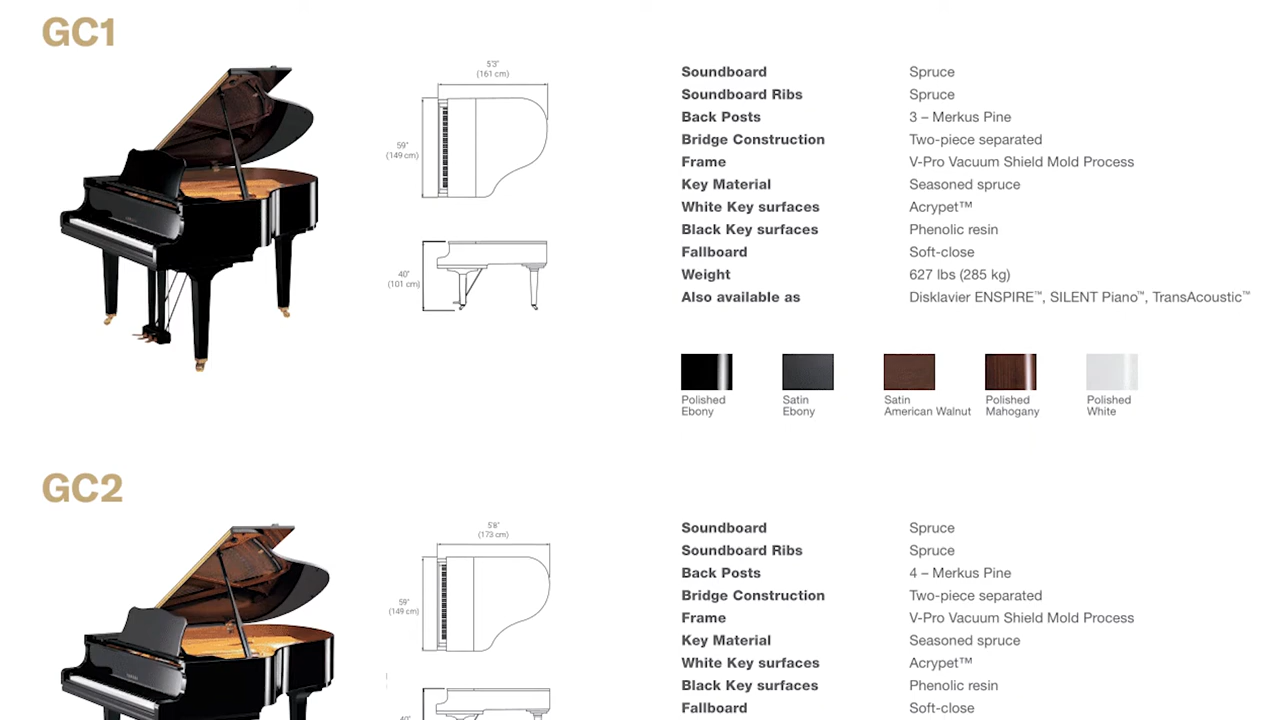 GC1
5'3"
(161 cm)
59"
(149 cm)
40"
(101 cm)
Soundboard Spruce
Soundboard Ribs Spruce
Back Posts 3 – Merkus Pine
Bridge Construction Two-piece separated
Frame V-Pro Vacuum Shield Mold Process
Key Material Seasoned spruce
White Key surfaces Acrypet™
Black Key surfaces Phenolic resin
Fallboard Soft-close
Weight 627 lbs (285 kg)
Also available as Disklavier ENSPIRE™, SILENT Piano™, TransAcoustic™
Polished Ebony
Satin Ebony
Satin American Walnut
Polished Mahogany
Polished White
GC2
5'8"
(173 cm)
59"
(149 cm)
40"
Soundboard Spruce
Soundboard Ribs Spruce
Back Posts 4 – Merkus Pine
Bridge Construction Two-piece separated
Frame V-Pro Vacuum Shield Mold Process
Key Material Seasoned spruce
White Key surfaces Acrypet™
Black Key surfaces Phenolic resin
Fallboard Soft-close